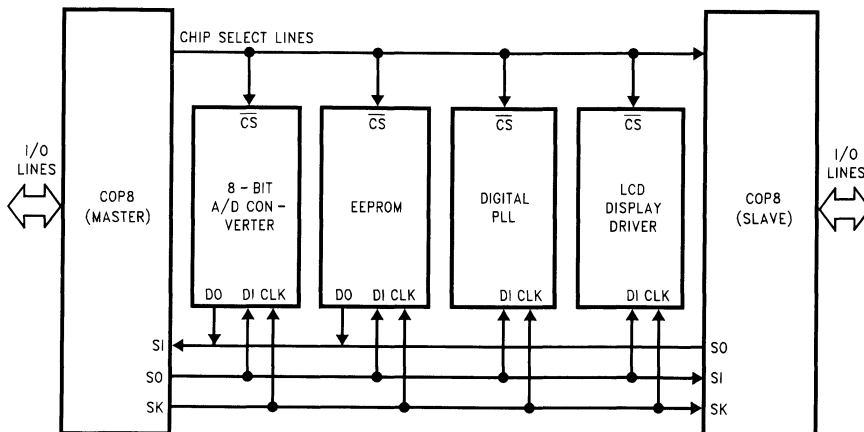 CHIP SELECT LINES
I/O
LINES
COP8
(MASTER)
CS
8 - BIT
A/D CON -
VERTER
DO DI CLK
CS
EEPROM
DO DI CLK
CS
DIGITAL
PLL
DI CLK
CS
LCD
DISPLAY
DRIVER
DI CLK
COP8
(SLAVE)
I/O
LINES
SI
SO
SK
SO
SI
SK